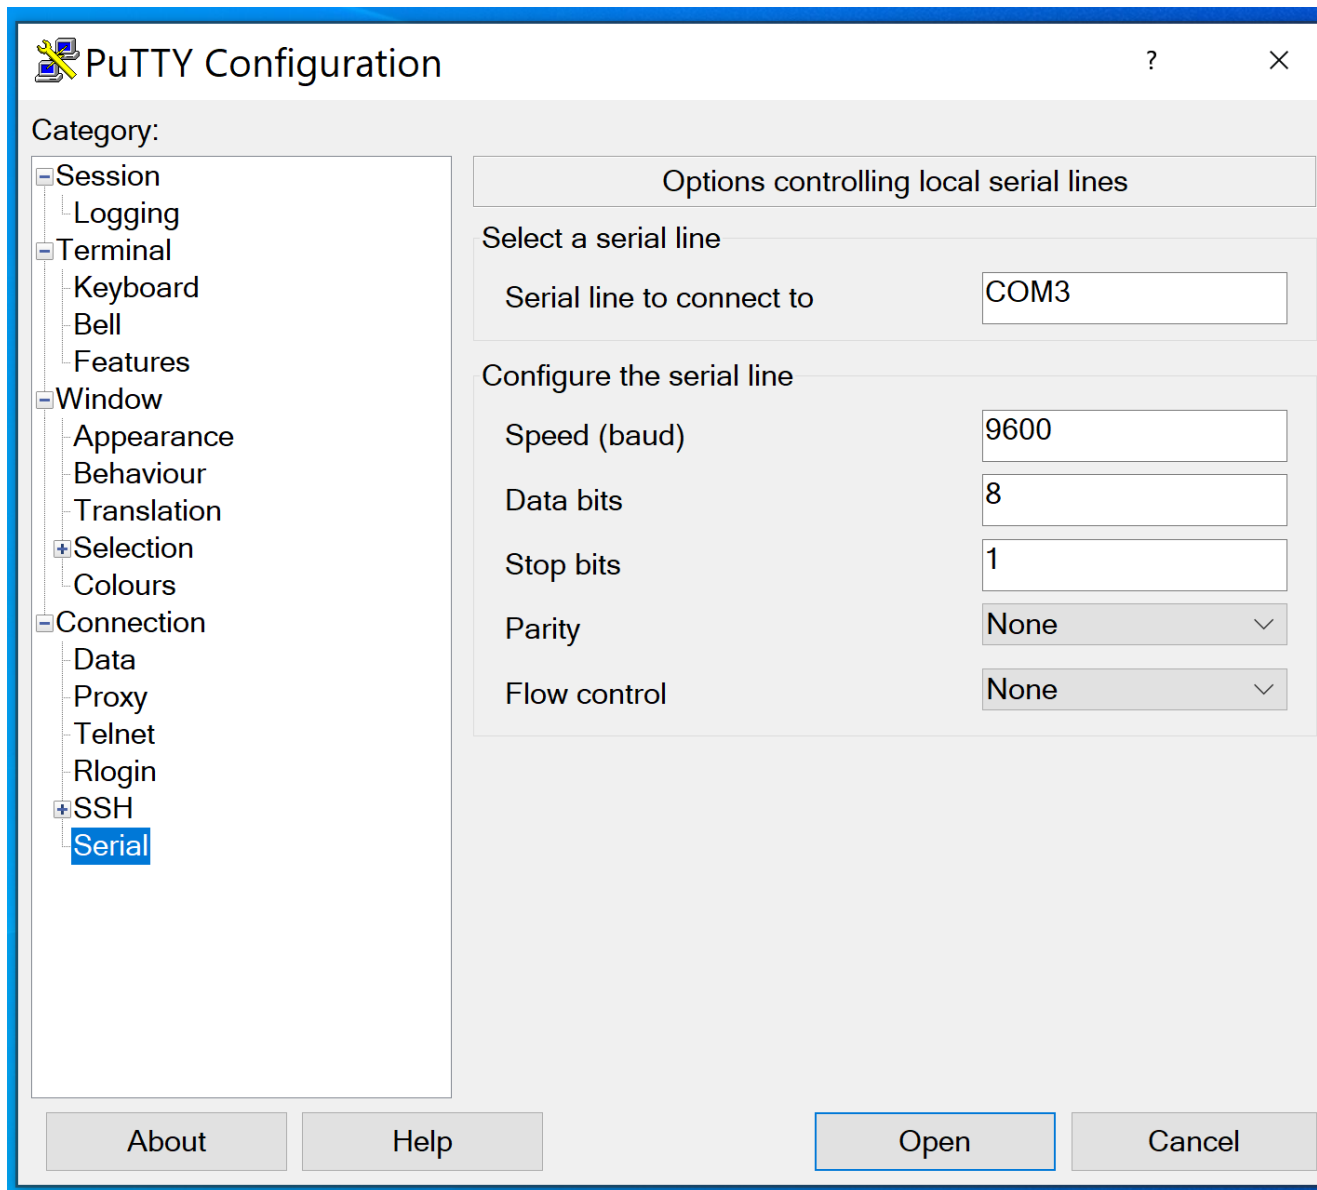 PuTTY Configuration
?
Category:
Session
Logging
Terminal
Keyboard
Bell
Features
Window
Appearance
Behaviour
Translation
Selection
Colours
Connection
Data
Proxy
Telnet
Rlogin
SSH
Serial
Options controlling local serial lines
Select a serial line
Serial line to connect to COM3
Configure the serial line
Speed (baud) 9600
Data bits 8
Stop bits 1
Parity None
Flow control None
About Help Open Cancel